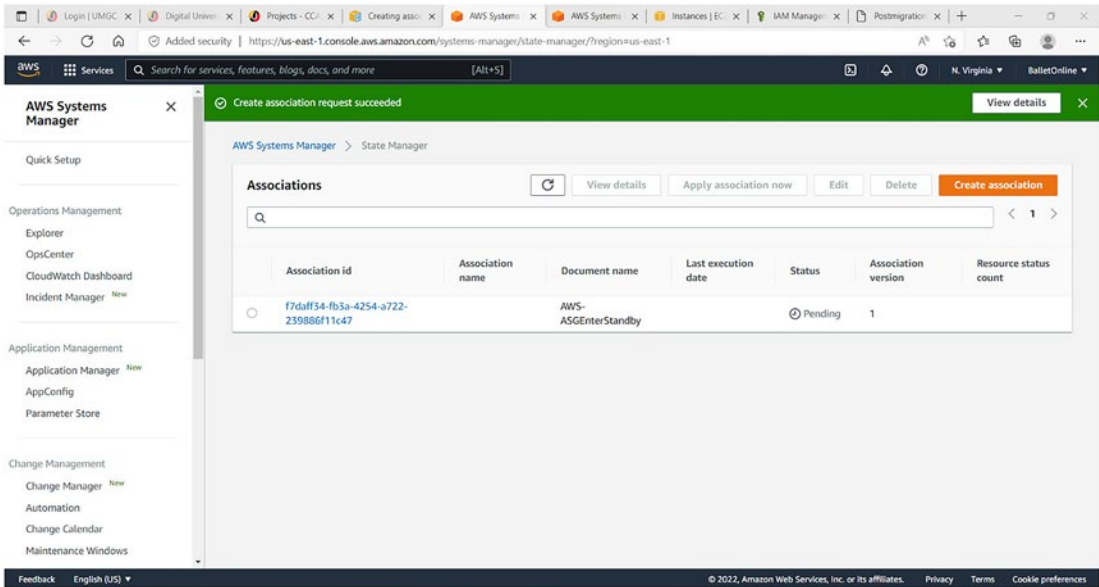 Login | UMGC
Digital Univer
Projects - CCA
Creating asso
AWS Systems
AWS Systems
Instances | EC
IAM Manager
Postmigration
Added security | https://us-east-1.console.aws.amazon.com/systems-manager/state-manager/?region=us-east-1
aws
Services
Search for services, features, blogs, docs, and more
[Alt+S]
N. Virginia
BalletOnline
AWS Systems
Manager
Quick Setup
Operations Management
Explorer
OpsCenter
CloudWatch Dashboard
Incident Manager New
Application Management
Application Manager New
AppConfig
Parameter Store
Change Management
Change Manager New
Automation
Change Calendar
Maintenance Windows
Create association request succeeded
View details
AWS Systems Manager > State Manager
Associations
View details
Apply association now
Edit
Delete
Create association
< 1 >
Association id
Association
name
Document name
Last execution
date
Status
Association
version
Resource status
count
f7daff34-fb3a-4254-a722-
239886f11c47
AWS-
ASGEnterStandby
Pending
1
Feedback
English (US)
© 2022, Amazon Web Services, Inc. or its affiliates.
Privacy
Terms
Cookie preferences